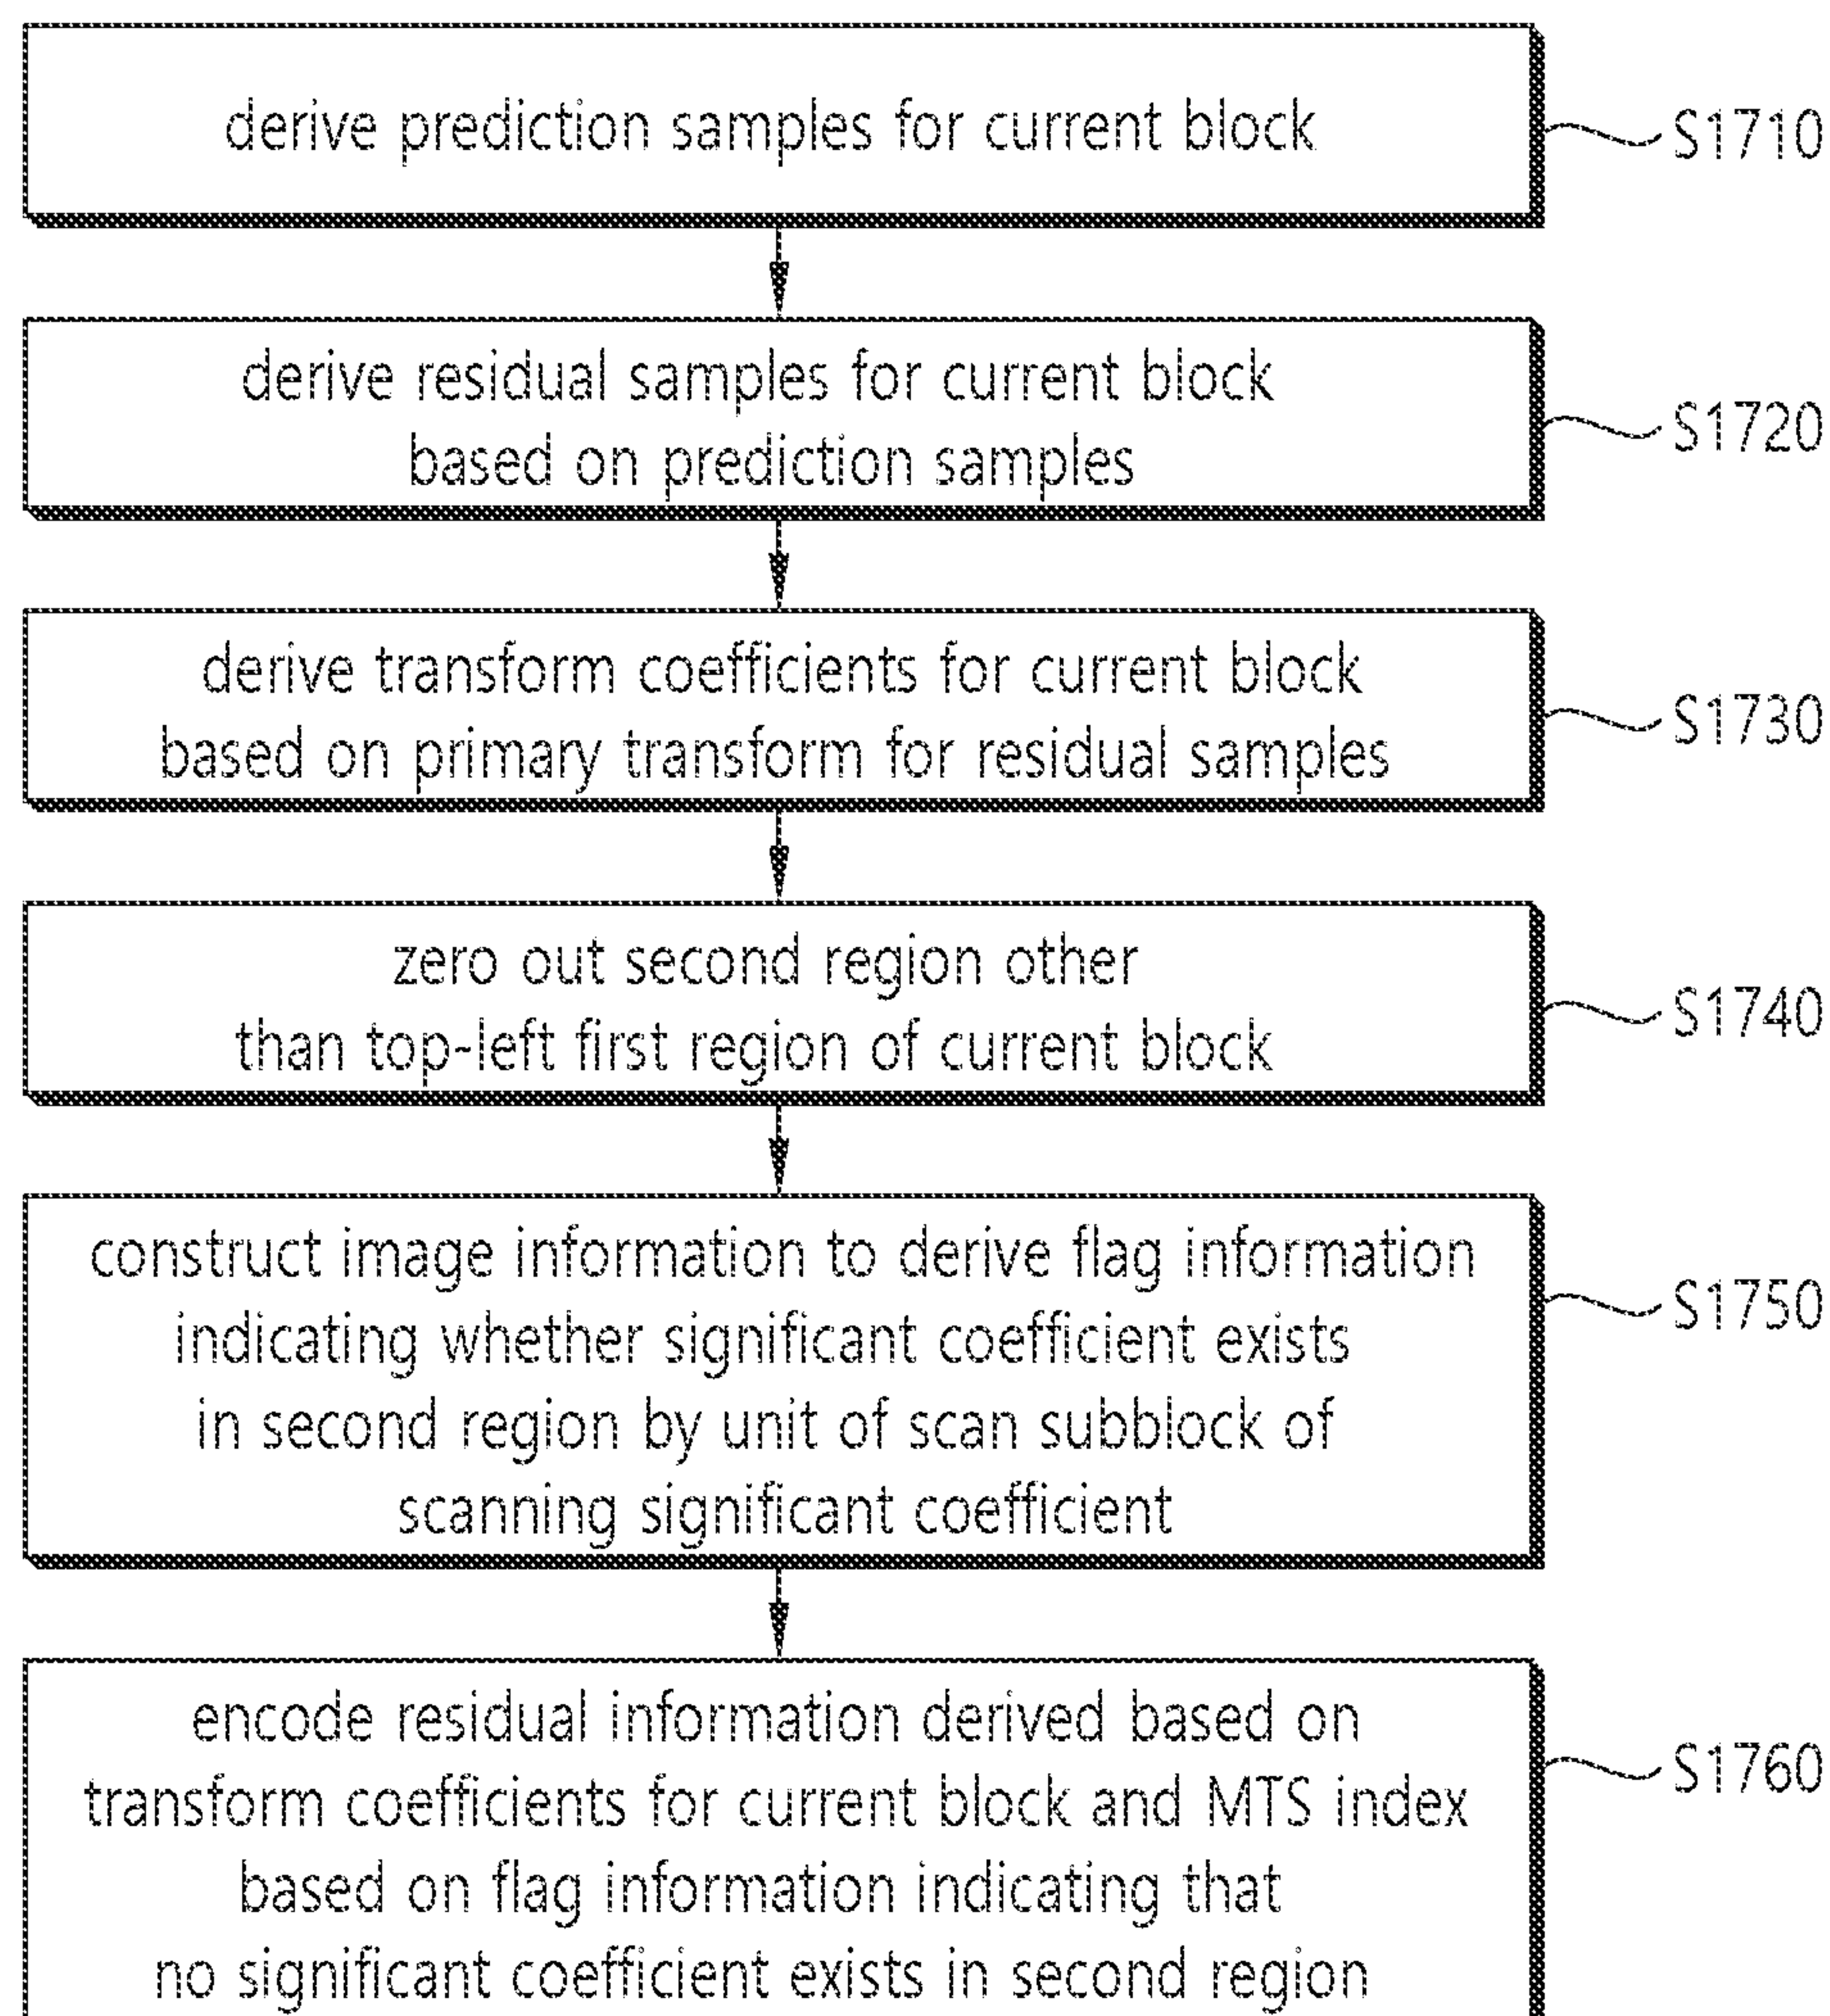 derive prediction samples for current block
S1710
derive residual samples for current block
based on prediction samples
S1720
derive transform coefficients for current block
based on primary transform for residual samples
S1730
zero out second region other
than top-left first region of current block
S1740
construct image information to derive flag information
indicating whether significant coefficient exists
in second region by unit of scan subblock of
scanning significant coefficient
S1750
encode residual information derived based on
transform coefficients for current block and MTS index
based on flag information indicating that
no significant coefficient exists in second region
S1760